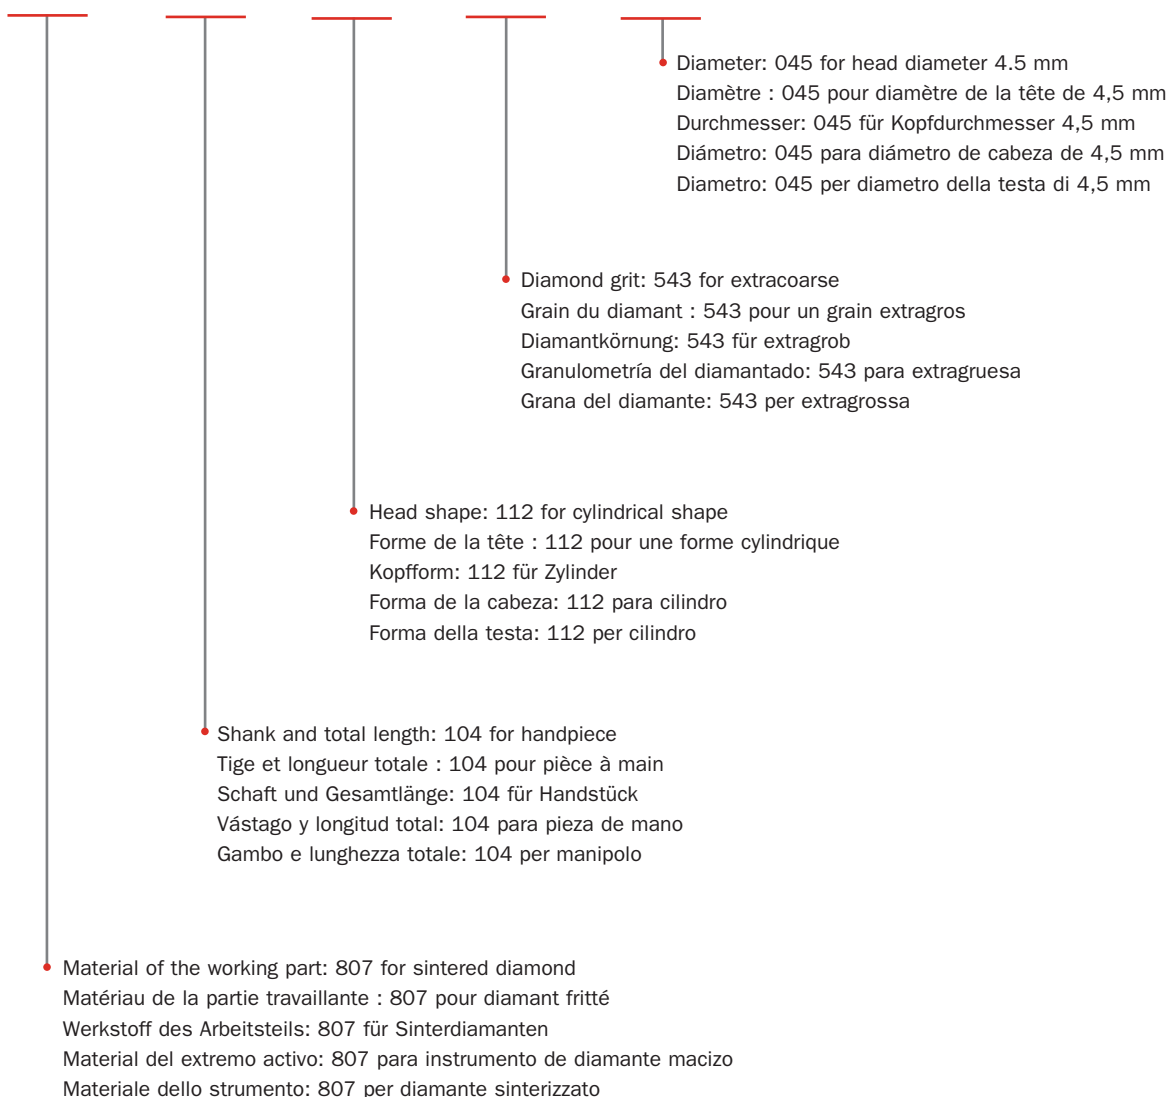 Diameter: 045 for head diameter 4.5 mm
Diamètre : 045 pour diamètre de la tête de 4,5 mm
Durchmesser: 045 für Kopfdurchmesser 4,5 mm
Diámetro: 045 para diámetro de cabeza de 4,5 mm
Diametro: 045 per diametro della testa di 4,5 mm
Diamond grit: 543 for extracoarse
Grain du diamant : 543 pour un grain extragros
Diamantkörnung: 543 für extragrob
Granulometría del diamantado: 543 para extragruesa
Grana del diamante: 543 per extragrossa
Head shape: 112 for cylindrical shape
Forme de la tête : 112 pour une forme cylindrique
Kopfform: 112 für Zylinder
Forma de la cabeza: 112 para cilindro
Forma della testa: 112 per cilindro
Shank and total length: 104 for handpiece
Tige et longueur totale : 104 pour pièce à main
Schaft und Gesamtlänge: 104 für Handstück
Vástago y longitud total: 104 para pieza de mano
Gambo e lunghezza totale: 104 per manipolo
Material of the working part: 807 for sintered diamond
Matériau de la partie travaillante : 807 pour diamant fritté
Werkstoff des Arbeitsteils: 807 für Sinterdiamanten
Material del extremo activo: 807 para instrumento de diamante macizo
Materiale dello strumento: 807 per diamante sinterizzato